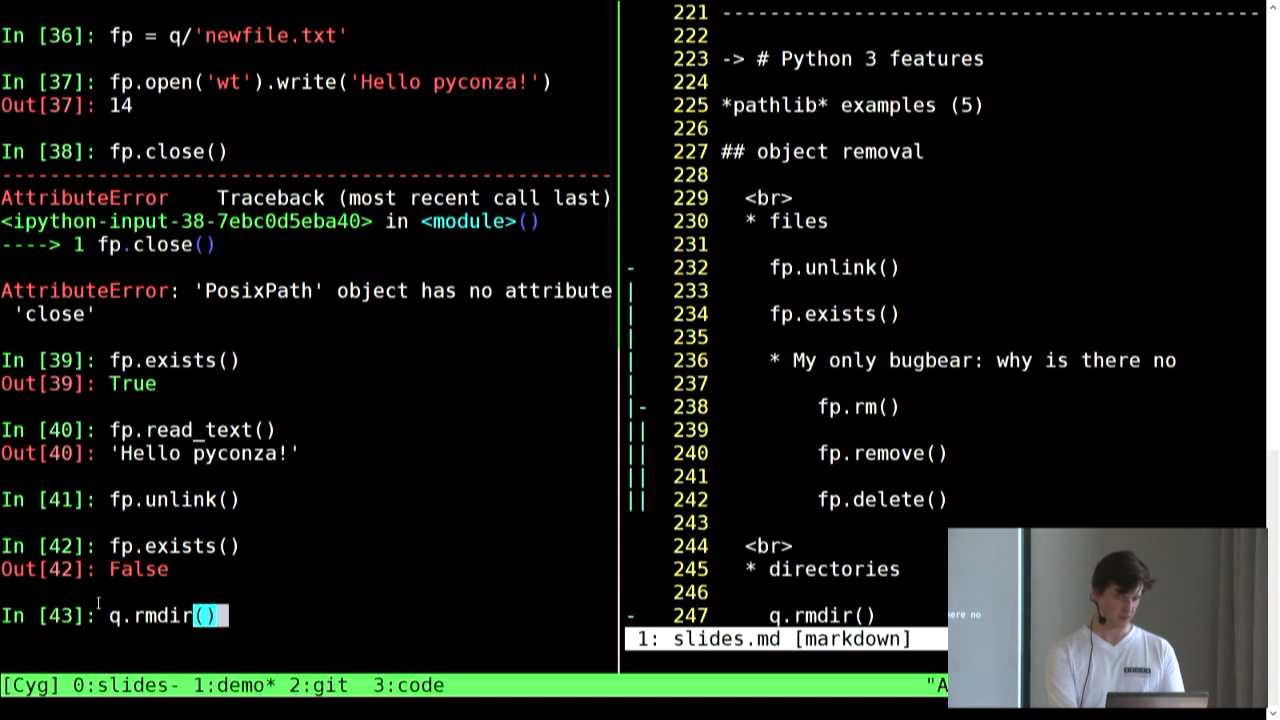 In [36]: fp = q/'newfile.txt'
In [37]: fp.open('wt').write('Hello pyconza!')
Out[37]: 14
In [38]: fp.close()
---------------------------------------------------
AttributeError    Traceback (most recent call last)
<ipython-input-38-7ebc0d5eba40> in <module>()
----> 1 fp.close()
AttributeError: 'PosixPath' object has no attribute
'close'
In [39]: fp.exists()
Out[39]: True
In [40]: fp.read_text()
Out[40]: 'Hello pyconza!'
In [41]: fp.unlink()
In [42]: fp.exists()
Out[42]: False
In [43]: q.rmdir()
221 ---------------------------------------------
222
223 -> # Python 3 features
224
225 *pathlib* examples (5)
226
227 ## object removal
228
229   <br>
230   * files
231
- 232     fp.unlink()
| 233
| 234     fp.exists()
| 235
| 236     * My only bugbear: why is there no
| 237
|- 238         fp.rm()
|| 239
|| 240         fp.remove()
|| 241
|| 242         fp.delete()
243
244   <br>
245   * directories
246
- 247     q.rmdir()
1: slides.md [markdown]
[Cyg] 0:slides- 1:demo* 2:git  3:code
"A
ere no